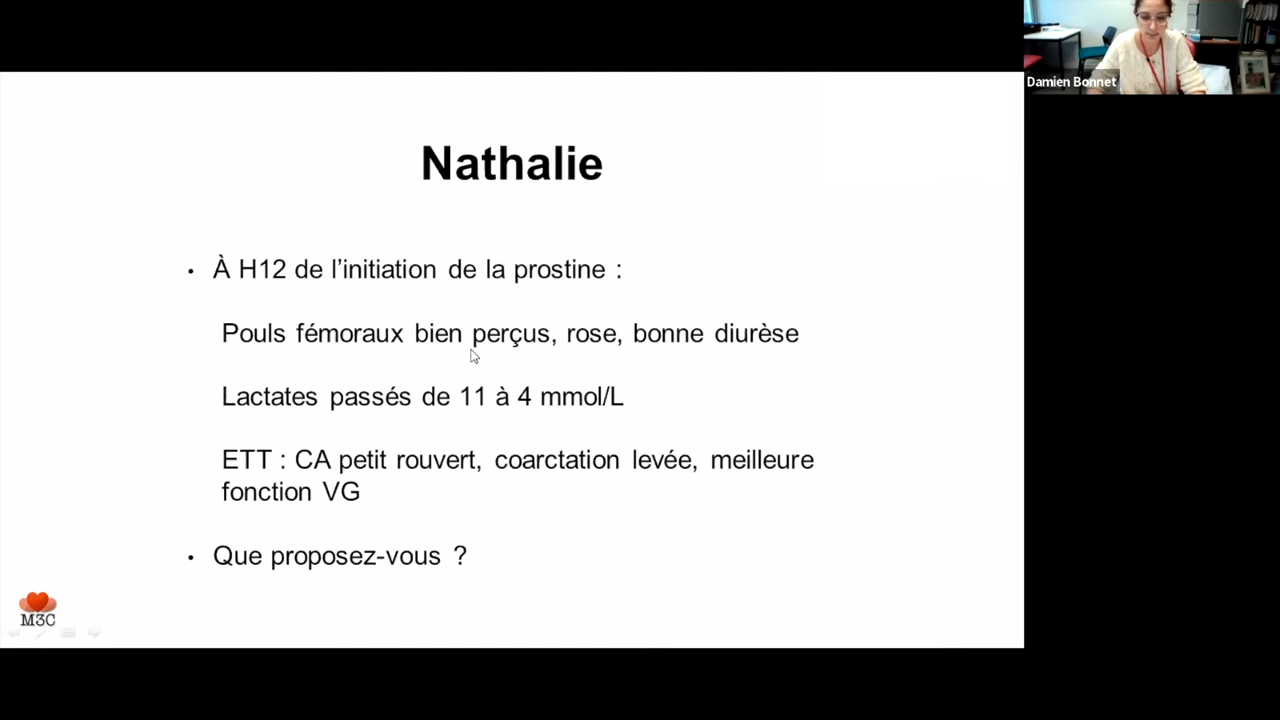 Damien Bonnet
Nathalie
• À H12 de l’initiation de la prostine :
Pouls fémoraux bien perçus, rose, bonne diurèse
Lactates passés de 11 à 4 mmol/L
ETT : CA petit rouvert, coarctation levée, meilleure
fonction VG
• Que proposez-vous ?
M3C